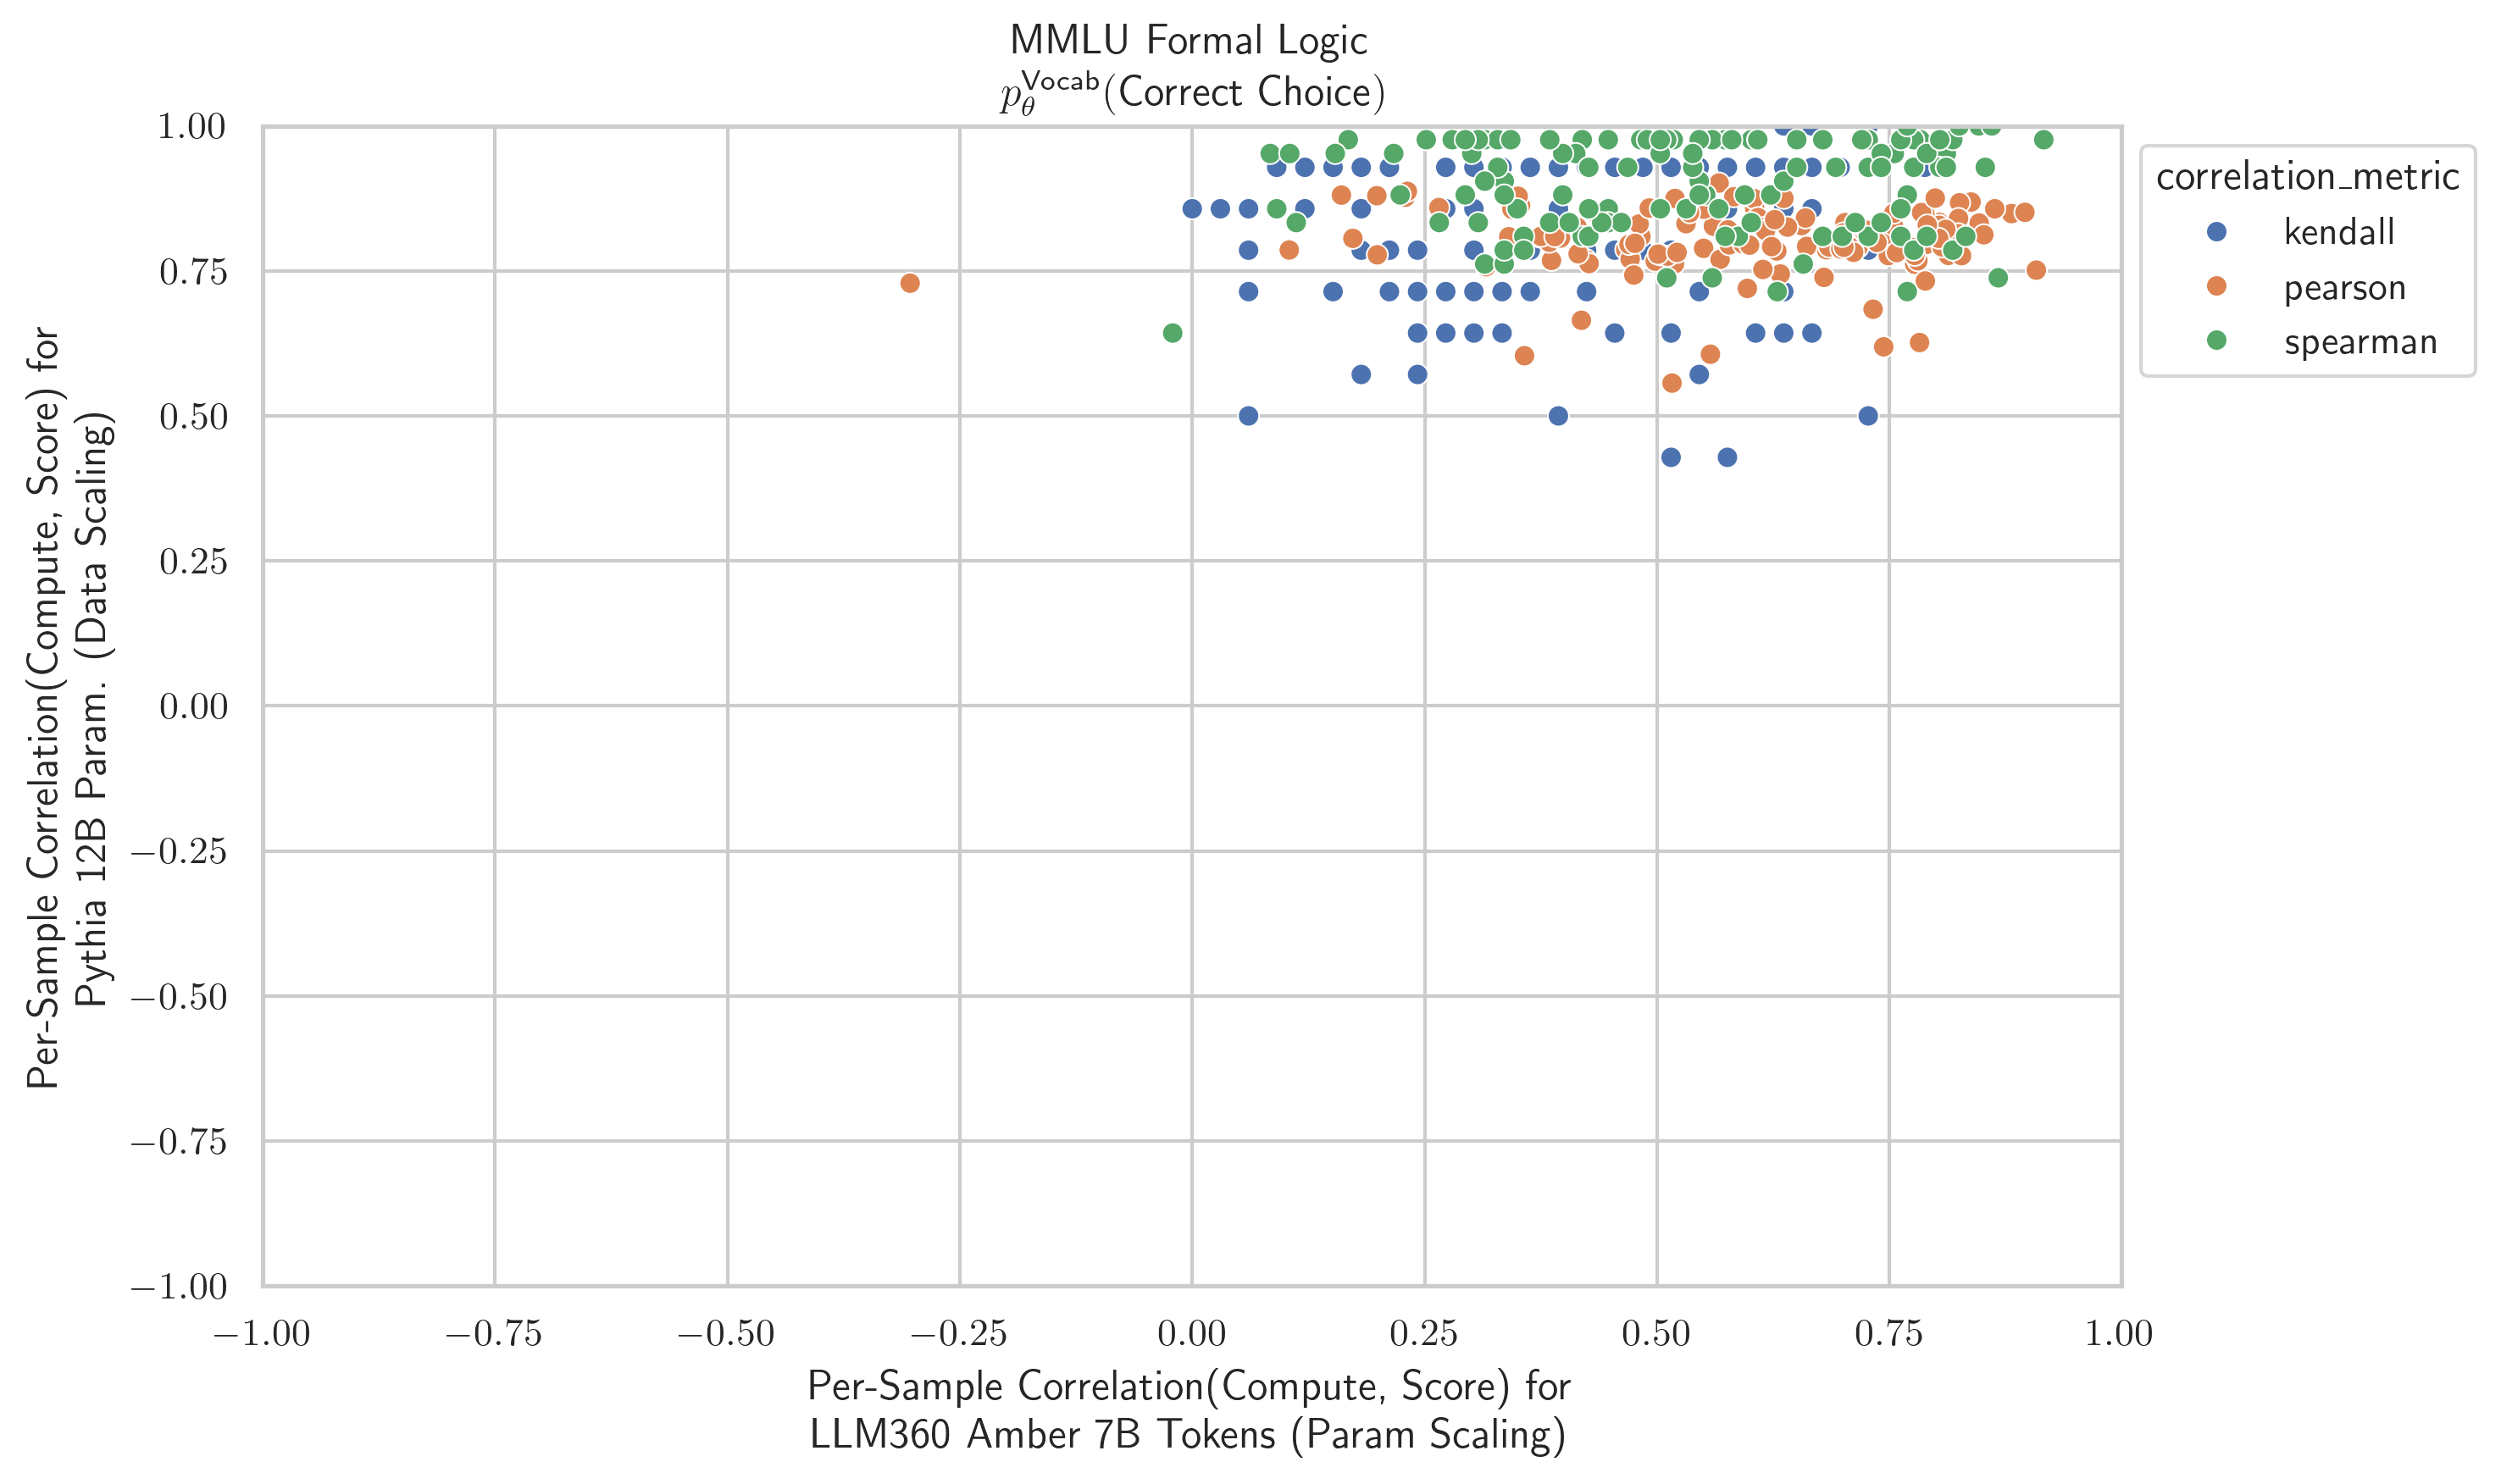 MMLU Formal Logic
p_θ^Vocab(Correct Choice)
1.00
0.75
0.50
0.25
0.00
−0.25
−0.50
−0.75
−1.00
Per-Sample Correlation(Compute, Score) for
Pythia 12B Param. (Data Scaling)
−1.00
−0.75
−0.50
−0.25
0.00
0.25
0.50
0.75
1.00
Per-Sample Correlation(Compute, Score) for
LLM360 Amber 7B Tokens (Param Scaling)
correlation_metric
kendall
pearson
spearman